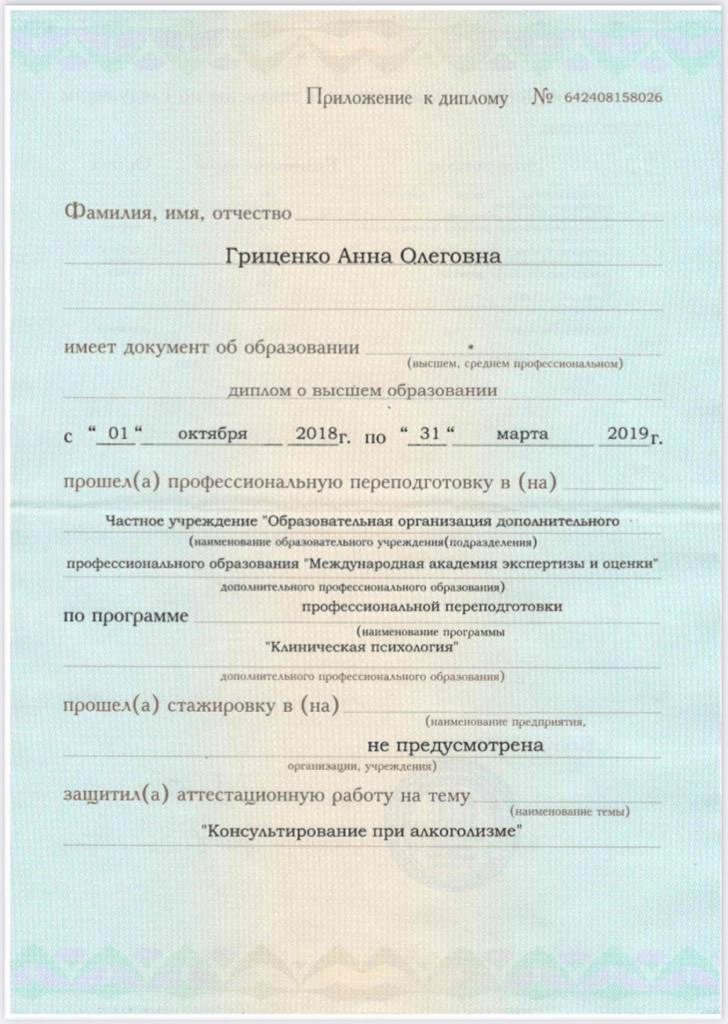 Приложение к диплому № 642408158026
Фамилия, имя, отчество
Гриценко Анна Олеговна
имеет документ об образовании
(высшем, среднем профессиональном)
диплом о высшем образовании
с “ 01 “ октября 2018г. по “ 31 “ марта 2019г.
прошел(а) профессиональную переподготовку в (на)
Частное учреждение "Образовательная организация дополнительного
(наименование образовательного учреждения(подразделения)
профессионального образования "Международная академия экспертизы и оценки"
дополнительного профессионального образования)
профессиональной переподготовки
по программе
(наименование программы
"Клиническая психология"
дополнительного профессионального образования)
прошел(а) стажировку в (на)
(наименование предприятия,
не предусмотрена
организации, учреждения)
защитил(а) аттестационную работу на тему
(наименование темы)
"Консультирование при алкоголизме"